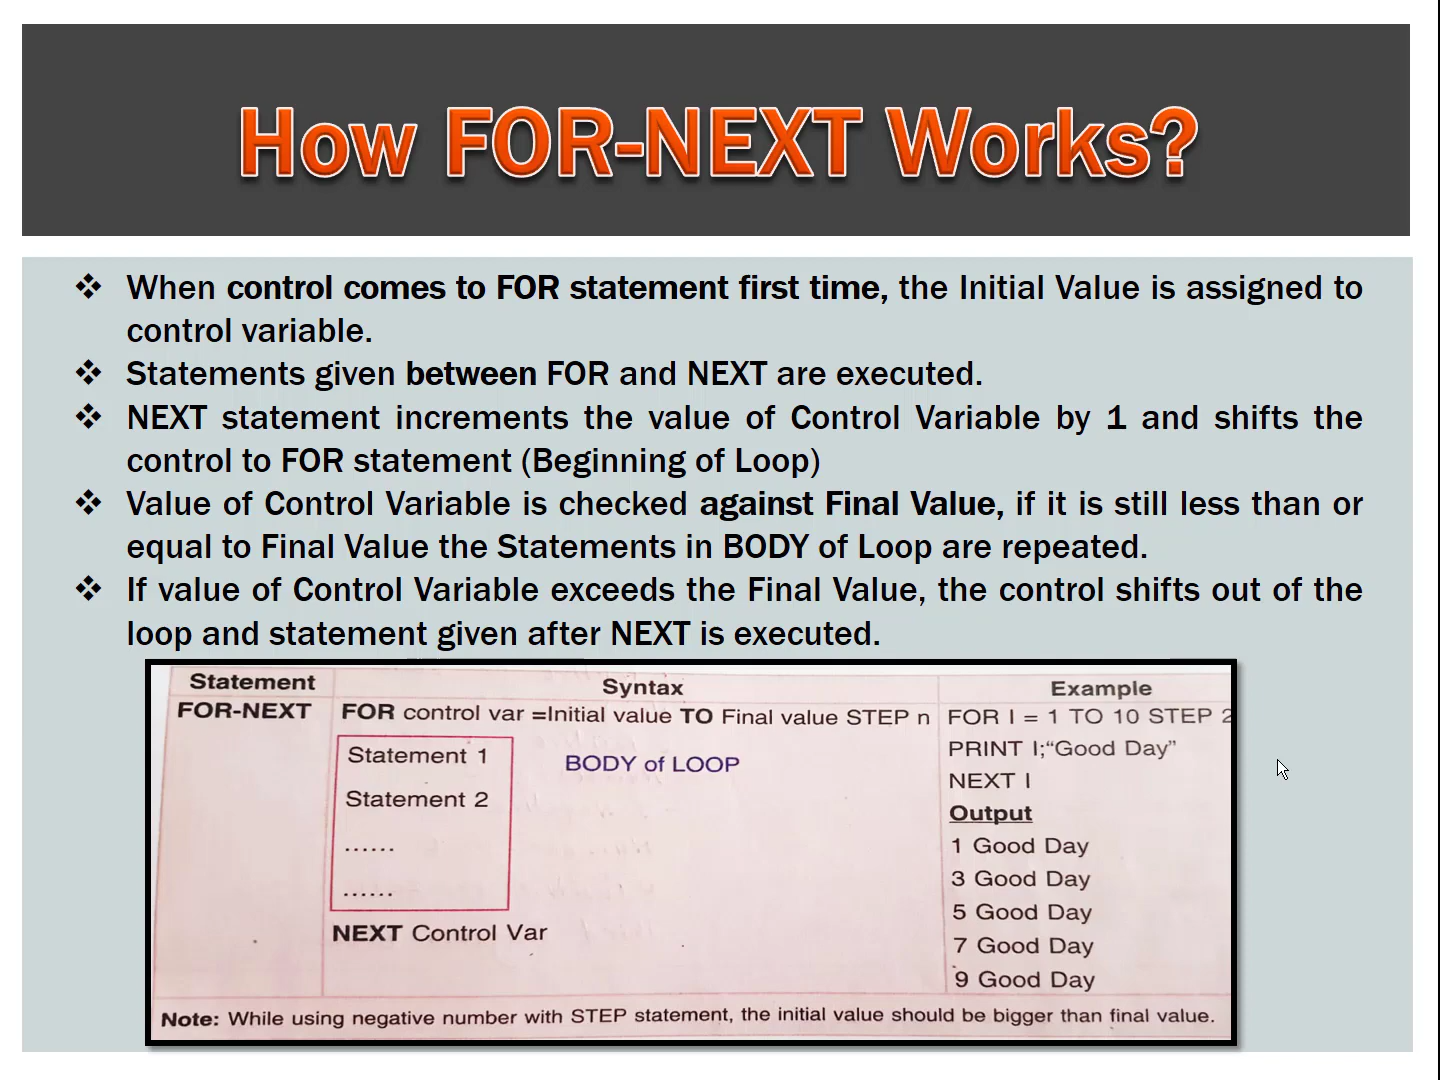 How FOR-NEXT Works?
When control comes to FOR statement first time, the Initial Value is assigned to
control variable.
Statements given between FOR and NEXT are executed.
NEXT statement increments the value of Control Variable by 1 and shifts the
control to FOR statement (Beginning of Loop)
Value of Control Variable is checked against Final Value, if it is still less than or
equal to Final Value the Statements in BODY of Loop are repeated.
If value of Control Variable exceeds the Final Value, the control shifts out of the
loop and statement given after NEXT is executed.
Statement Syntax Example
FOR-NEXT FOR control var =Initial value TO Final value STEP n FOR I = 1 TO 10 STEP 2
Statement 1 BODY of LOOP PRINT I;“Good Day”
Statement 2 NEXT I
Output
...... 1 Good Day
3 Good Day
...... 5 Good Day
NEXT Control Var 7 Good Day
9 Good Day
Note: While using negative number with STEP statement, the initial value should be bigger than final value.